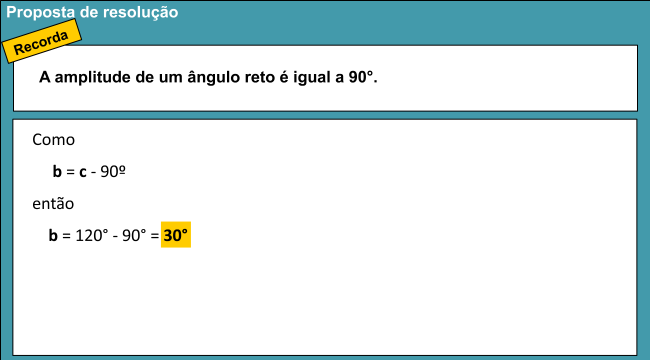 Proposta de resolução
Recorda
A amplitude de um ângulo reto é igual a 90°.
Como
b = c - 90º
então
b = 120° - 90° = 30°